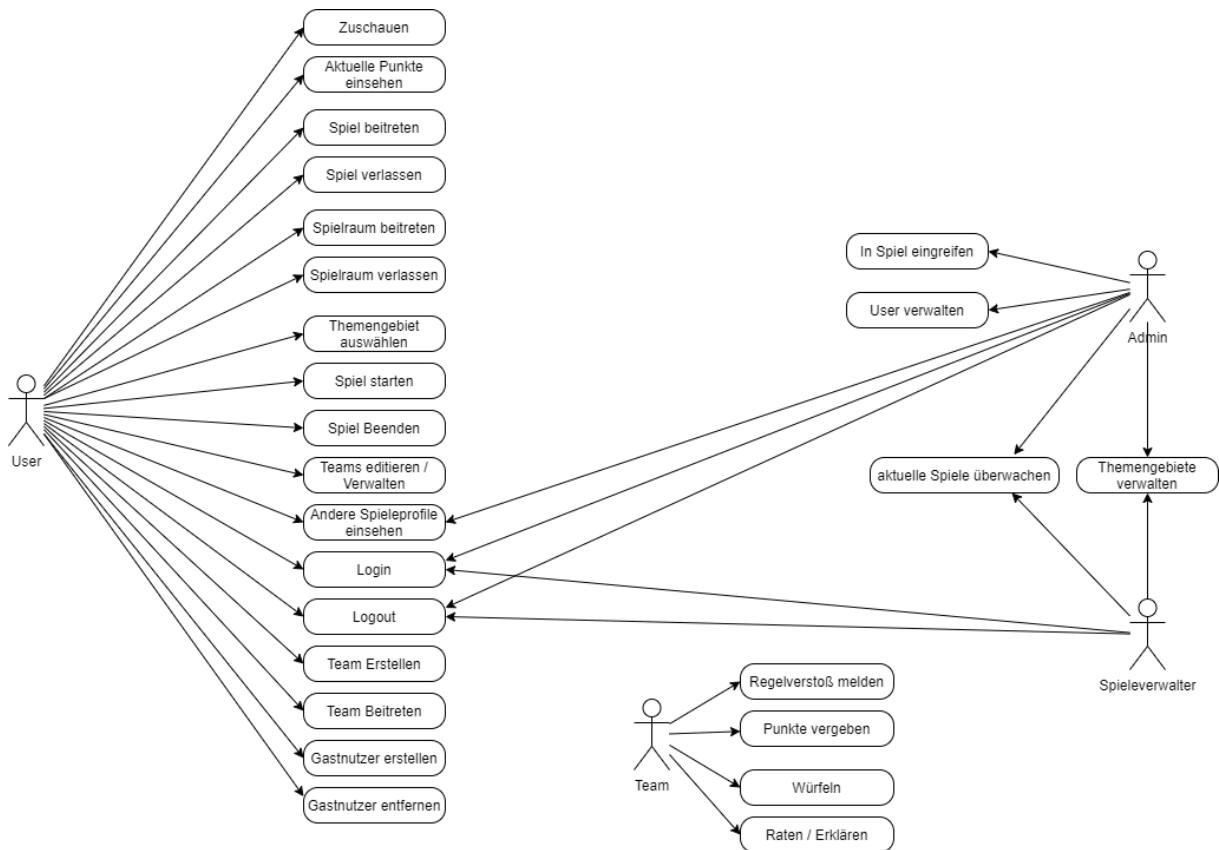 Zuschauen
Aktuelle Punkte
einsehen
Spiel beitreten
Spiel verlassen
Spielraum beitreten
Spielraum verlassen
Themengebiet
auswählen
Spiel starten
Spiel Beenden
Teams editieren /
Verwalten
Andere Spieleprofile
einsehen
Login
Logout
Team Erstellen
Team Beitreten
Gastnutzer erstellen
Gastnutzer entfernen
User
In Spiel eingreifen
User verwalten
Admin
aktuelle Spiele überwachen
Themengebiete
verwalten
Spieleverwalter
Regelverstoß melden
Punkte vergeben
Würfeln
Raten / Erklären
Team